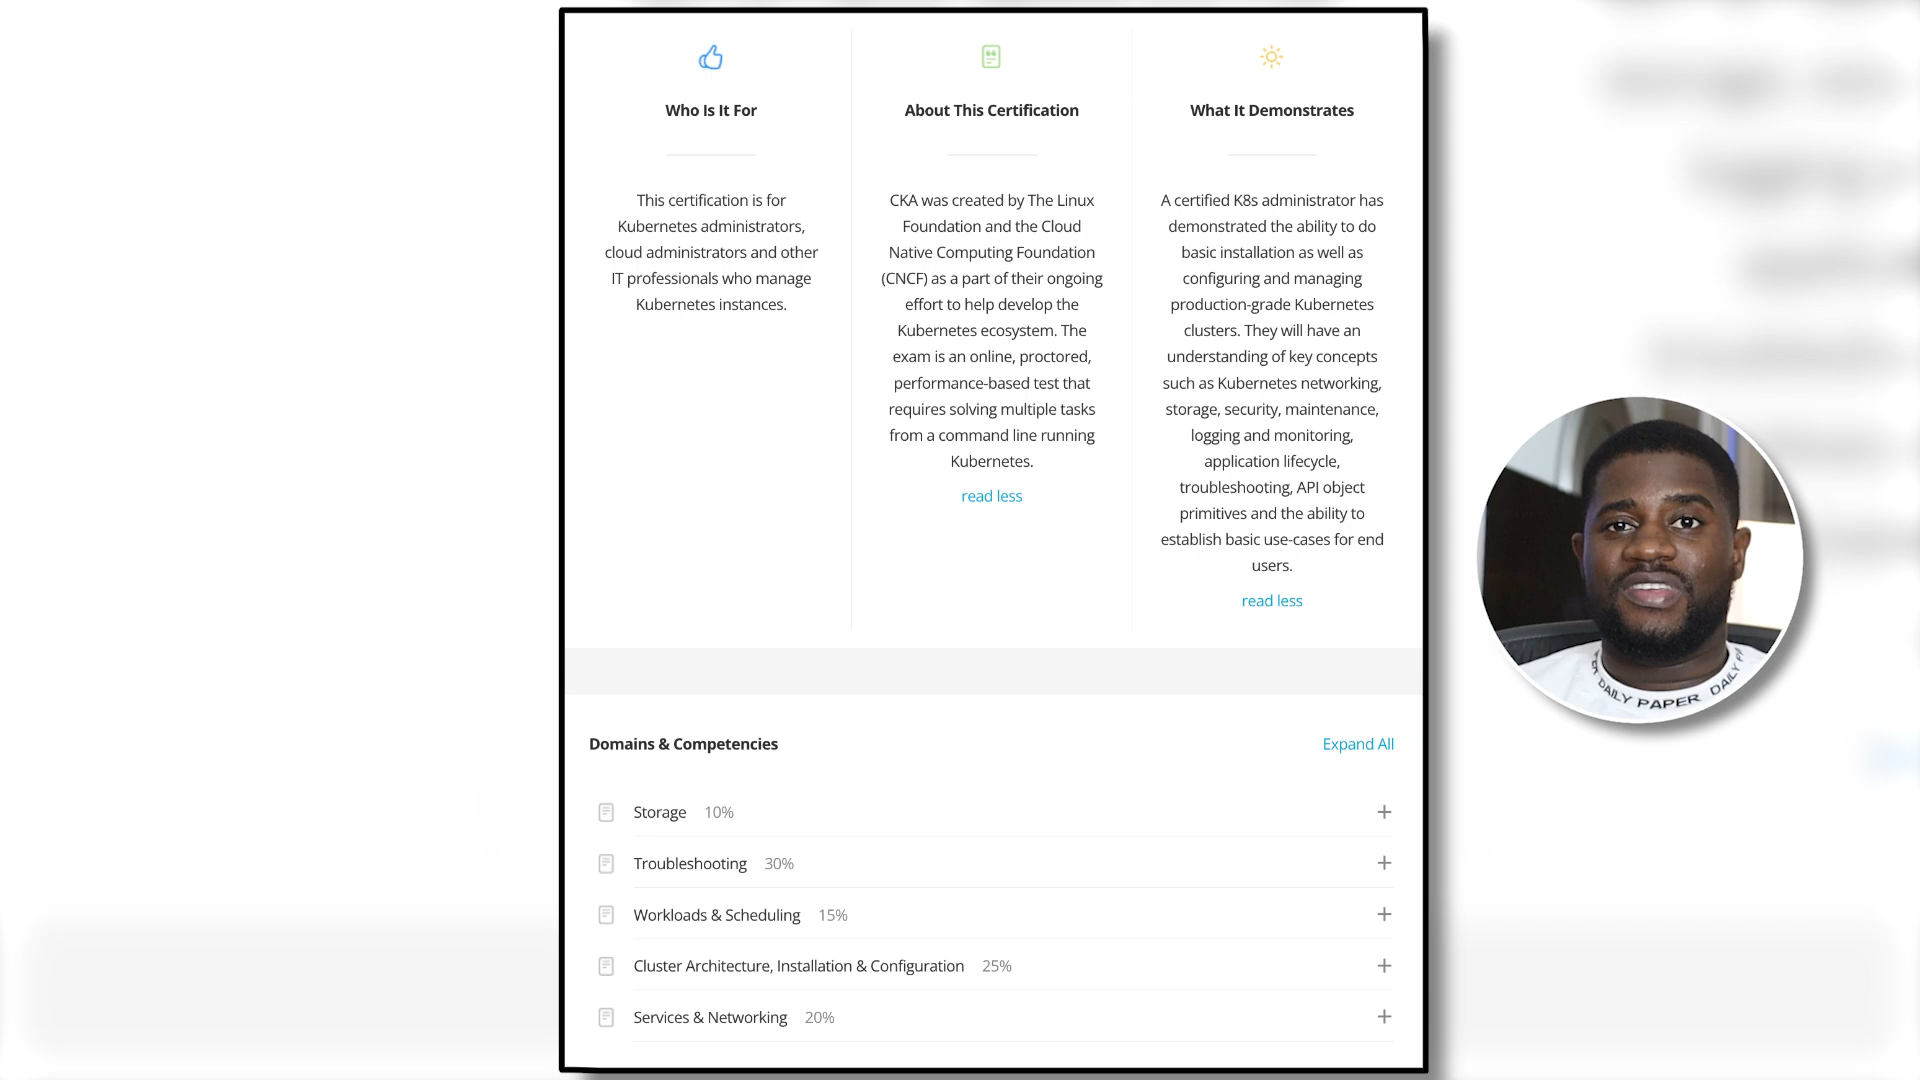 Who Is It For
This certification is for
Kubernetes administrators,
cloud administrators and other
IT professionals who manage
Kubernetes instances.
About This Certification
CKA was created by The Linux
Foundation and the Cloud
Native Computing Foundation
(CNCF) as a part of their ongoing
effort to help develop the
Kubernetes ecosystem. The
exam is an online, proctored,
performance-based test that
requires solving multiple tasks
from a command line running
Kubernetes.
read less
What It Demonstrates
A certified K8s administrator has
demonstrated the ability to do
basic installation as well as
configuring and managing
production-grade Kubernetes
clusters. They will have an
understanding of key concepts
such as Kubernetes networking,
storage, security, maintenance,
logging and monitoring,
application lifecycle,
troubleshooting, API object
primitives and the ability to
establish basic use-cases for end
users.
read less
Domains & Competencies
Expand All
Storage 10%
Troubleshooting 30%
Workloads & Scheduling 15%
Cluster Architecture, Installation & Configuration 25%
Services & Networking 20%
DAILY PAPER DAILY